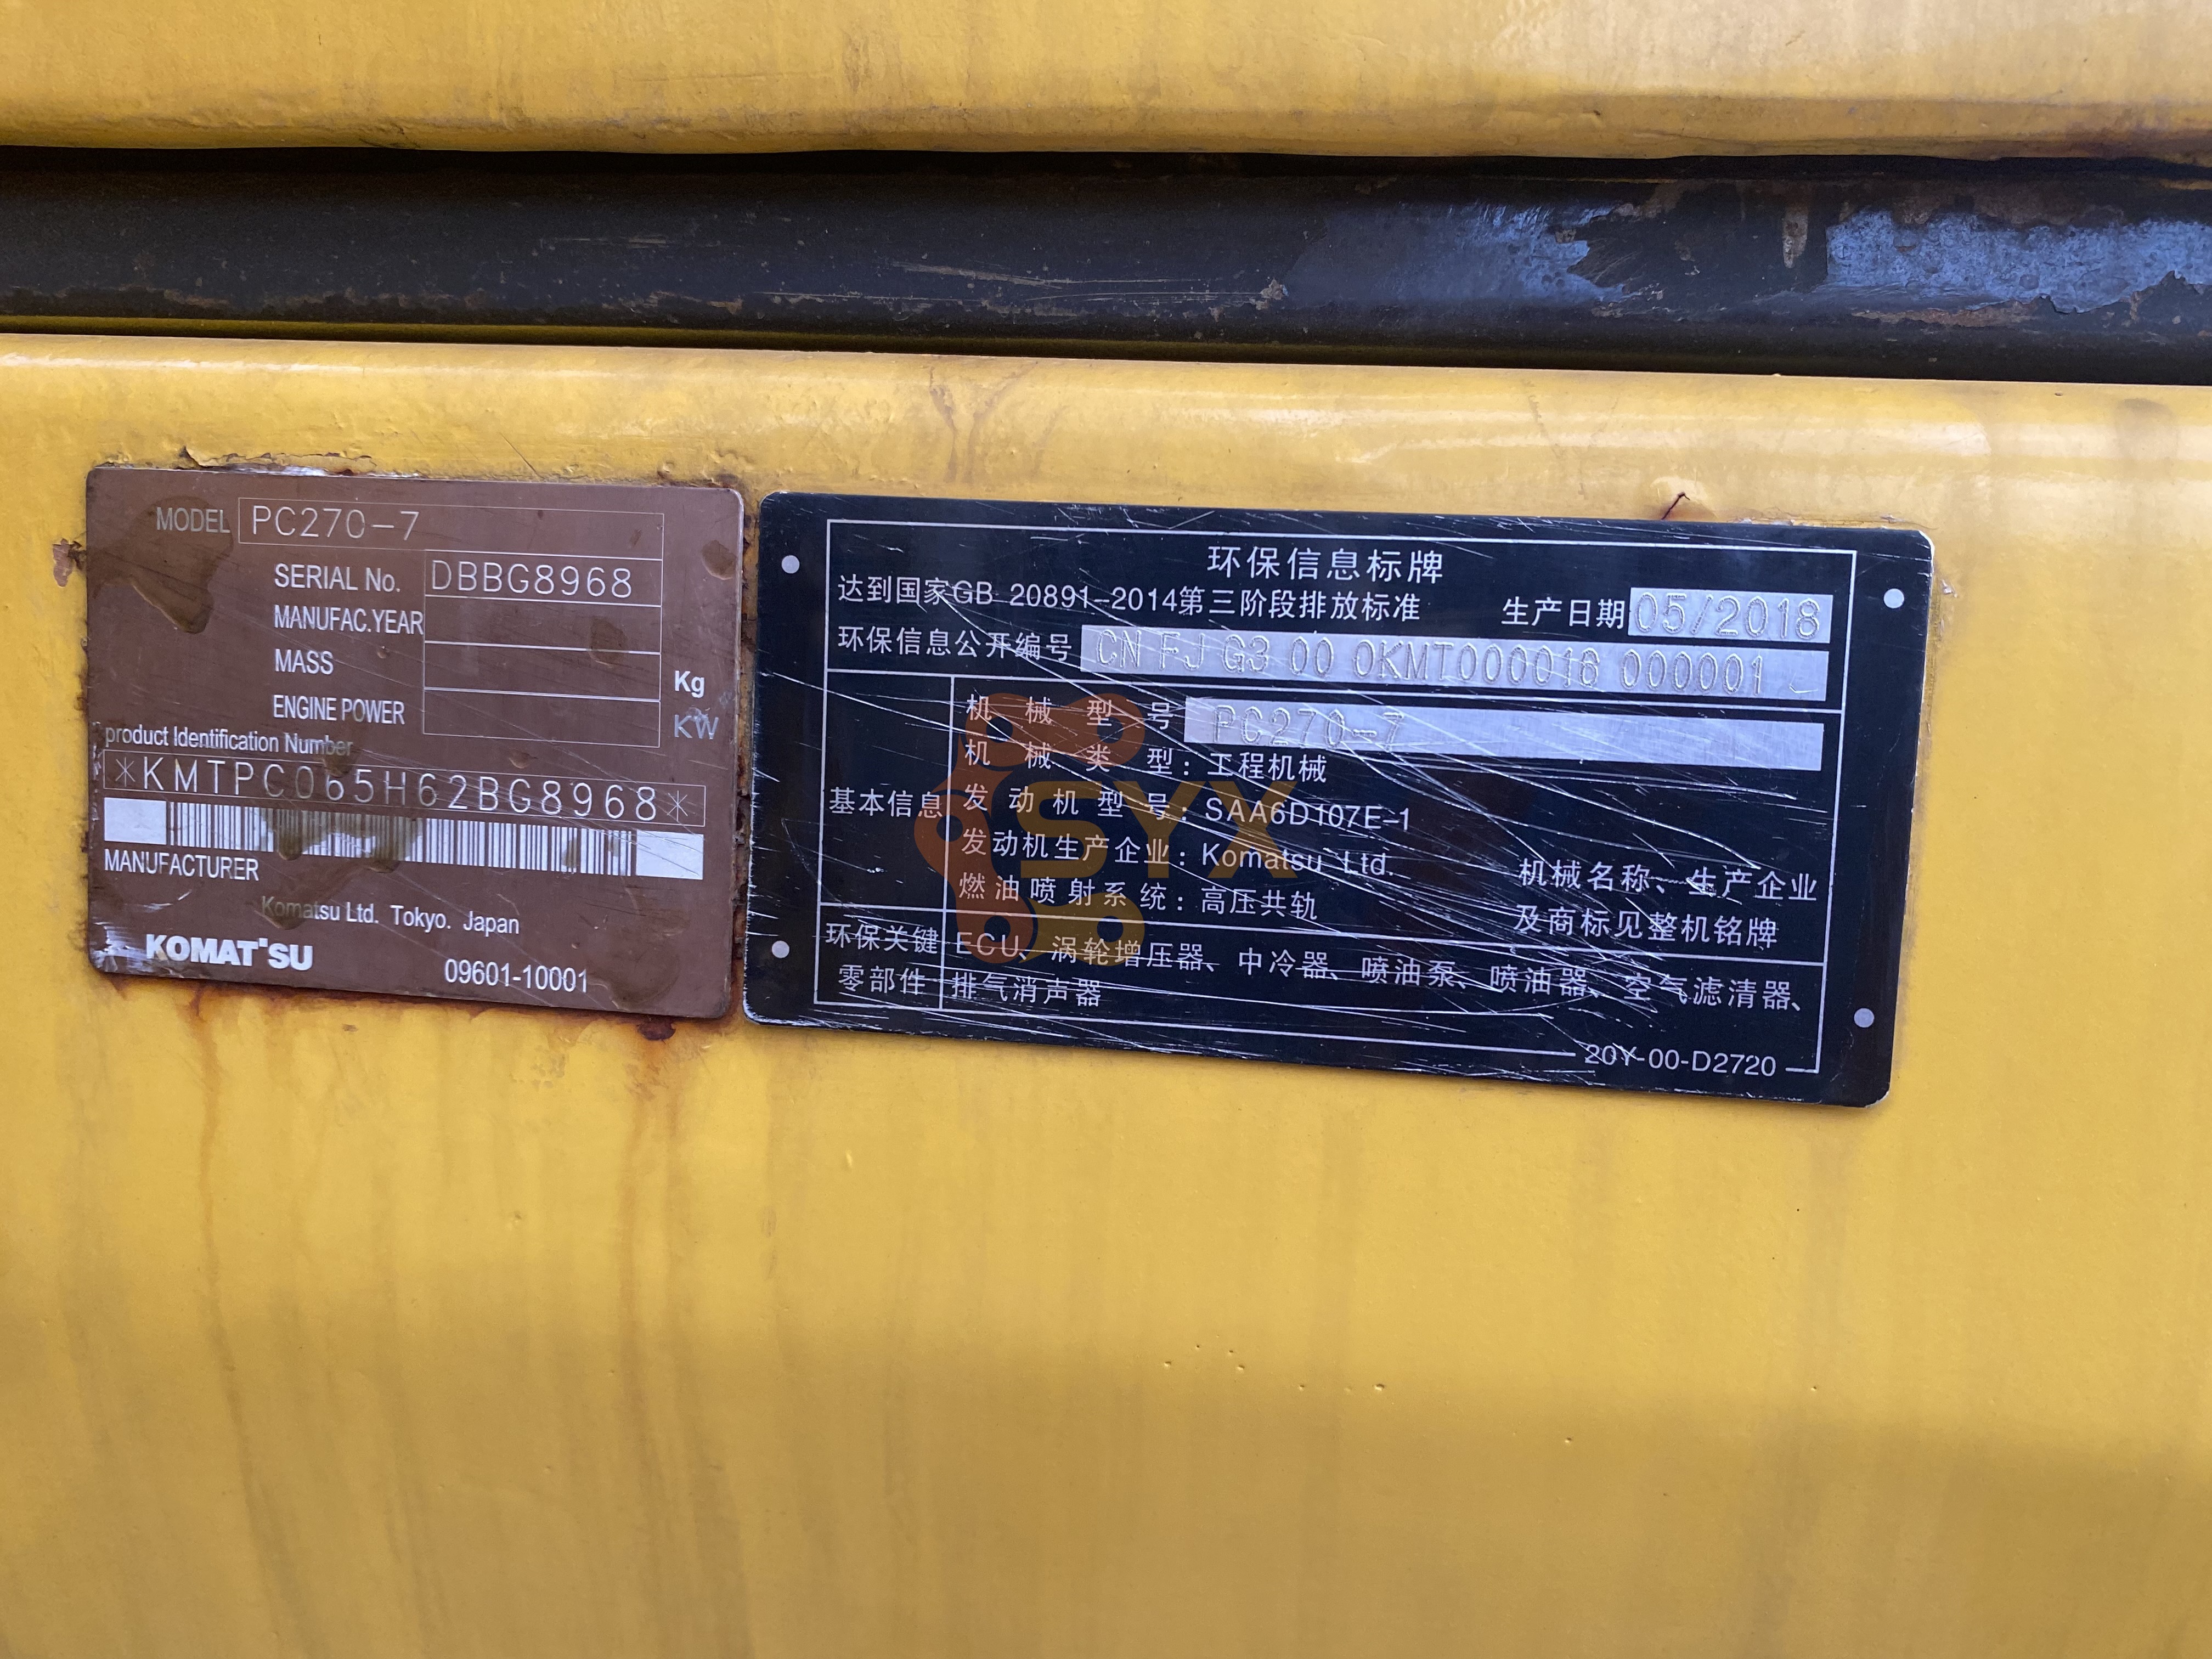 MODEL PC270-7
SERIAL No. DBBG8968
MANUFAC.YEAR
MASS Kg
ENGINE POWER KW
product Identification Number
*KMTPC065H62BG8968*
MANUFACTURER
Komatsu Ltd. Tokyo. Japan
KOMATSU
09601-10001
环保信息标牌
达到国家GB 20891-2014第三阶段排放标准 生产日期 05/2018
环保信息公开编号 CN FJ G3 00 0KMT000016 000001
基本信息
机械型号 PC270-7
机械类型：工程机械
发动机型号：SAA6D107E-1
发动机生产企业：Komatsu Ltd.
燃油喷射系统：高压共轨
机械名称、生产企业
及商标见整机铭牌
环保关键
零部件
ECU、涡轮增压器、中冷器、喷油泵、喷油器、空气滤清器、
排气消声器
20Y-00-D2720
SYX